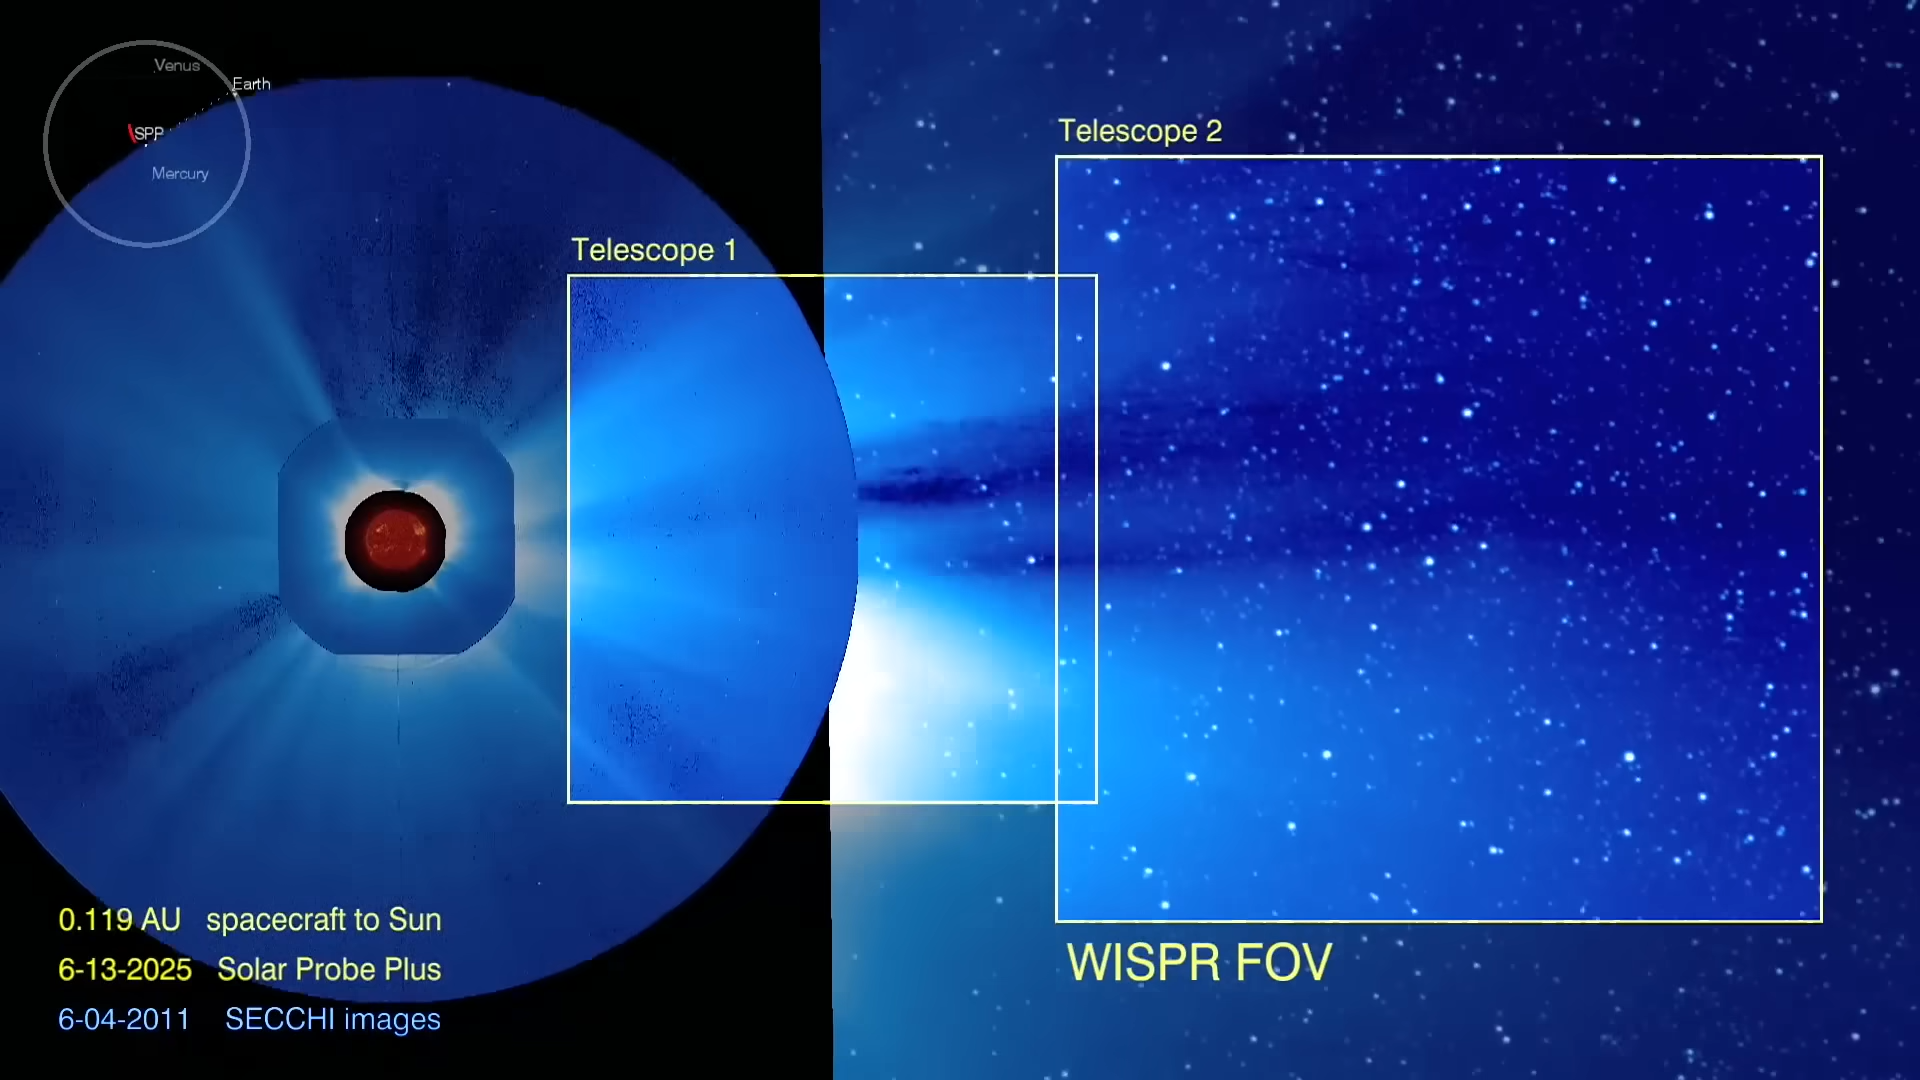 Venus
Earth
SPP
Mercury
Telescope 2
Telescope 1
0.119 AU spacecraft to Sun
6-13-2025 Solar Probe Plus
6-04-2011 SECCHI images
WISPR FOV